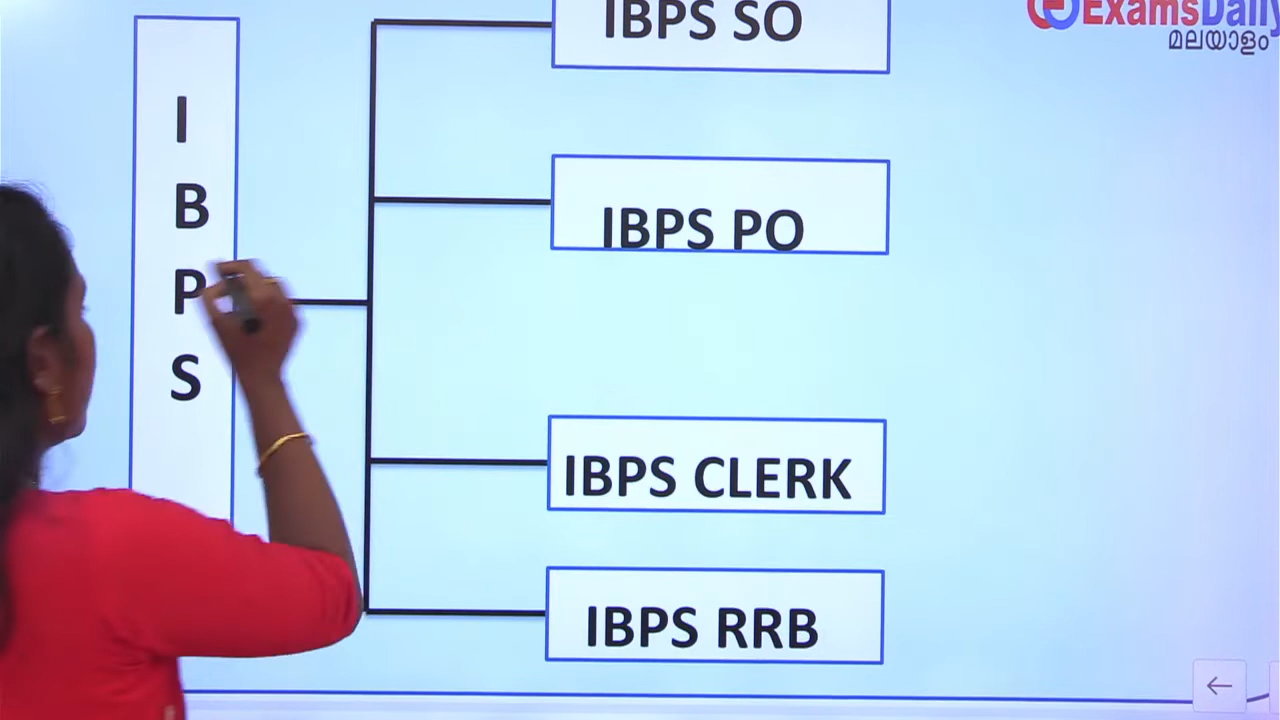 IBPS SO
ExamsDaily
മലയാളം
I
B
P
S
IBPS PO
IBPS CLERK
IBPS RRB